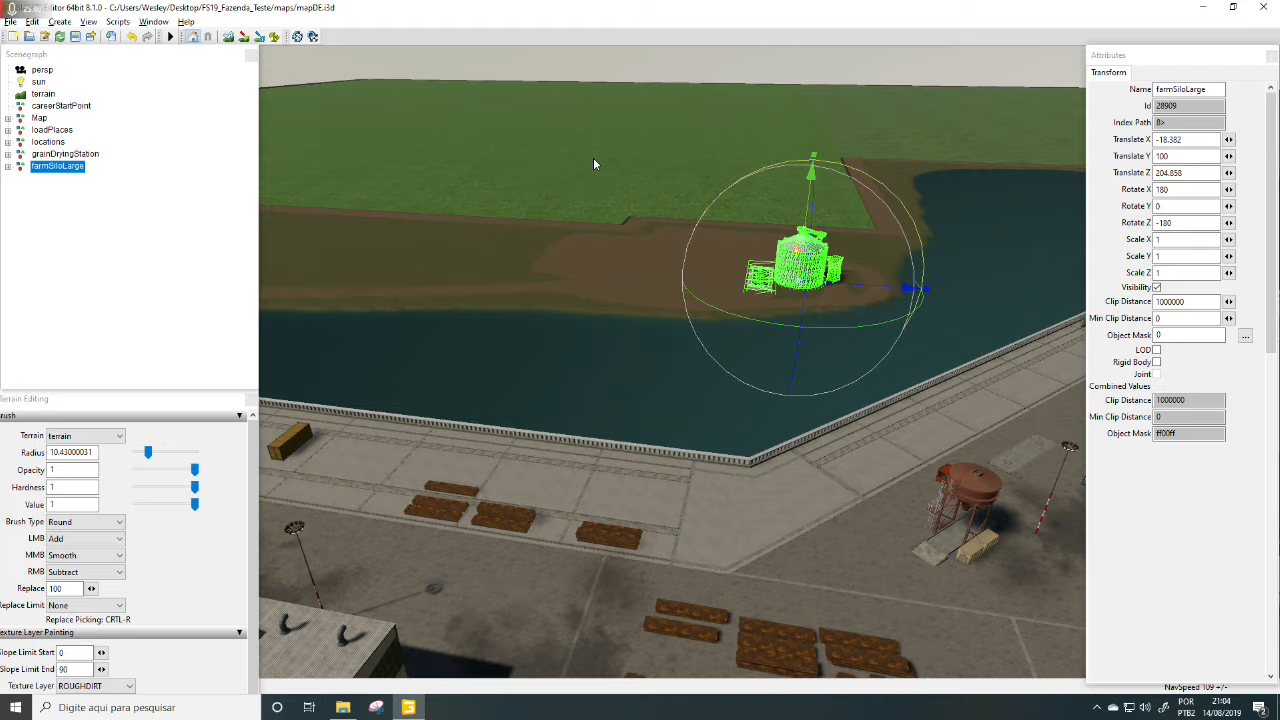 Editor 64bit 8.1.0 - C:/Users/Wesley/Desktop/FS19_Fazenda_Teste/maps/mapDE.i3d
File Edit Create View Scripts Window Help
Scenegraph
persp
sun
terrain
careerStartPoint
Map
loadPlaces
locations
grainDryingStation
farmSiloLarge
Terrain Editing
Brush
Terrain terrain
Radius 10.43000031
Opacity 1
Hardness 1
Value 1
Brush Type Round
LMB Add
MMB Smooth
RMB Subtract
Replace 100
Replace Limit None
Replace Picking: CRTL-R
Texture Layer Painting
Slope Limit Start 0
Slope Limit End 90
Texture Layer ROUGHDIRT
Attributes
Transform
Name farmSiloLarge
Id 28909
Index Path 8>
Translate X -18.382
Translate Y 100
Translate Z 204.858
Rotate X 180
Rotate Y 0
Rotate Z -180
Scale X 1
Scale Y 1
Scale Z 1
Visibility
Clip Distance 1000000
Min Clip Distance 0
Object Mask 0 ...
LOD
Rigid Body
Joint
Combined Values
Clip Distance 1000000
Min Clip Distance 0
Object Mask ff00ff
NavSpeed 109 +/-
Digite aqui para pesquisar
POR
PTB2
21:04
14/08/2019
2